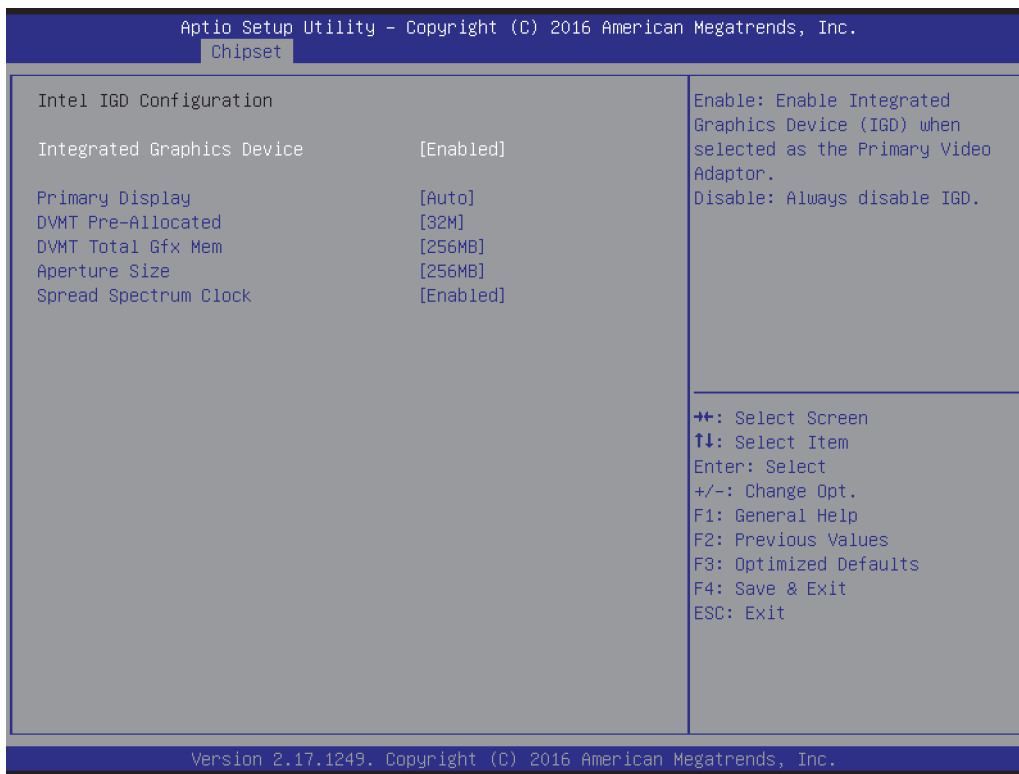 Aptio Setup Utility – Copyright (C) 2016 American Megatrends, Inc.
Chipset
Intel IGD Configuration
Integrated Graphics Device [Enabled]
Primary Display [Auto]
DVMT Pre-Allocated [32M]
DVMT Total Gfx Mem [256MB]
Aperture Size [256MB]
Spread Spectrum Clock [Enabled]
Enable: Enable Integrated
Graphics Device (IGD) when
selected as the Primary Video
Adaptor.
Disable: Always disable IGD.
→←: Select Screen
↑↓: Select Item
Enter: Select
+/-: Change Opt.
F1: General Help
F2: Previous Values
F3: Optimized Defaults
F4: Save & Exit
ESC: Exit
Version 2.17.1249. Copyright (C) 2016 American Megatrends, Inc.